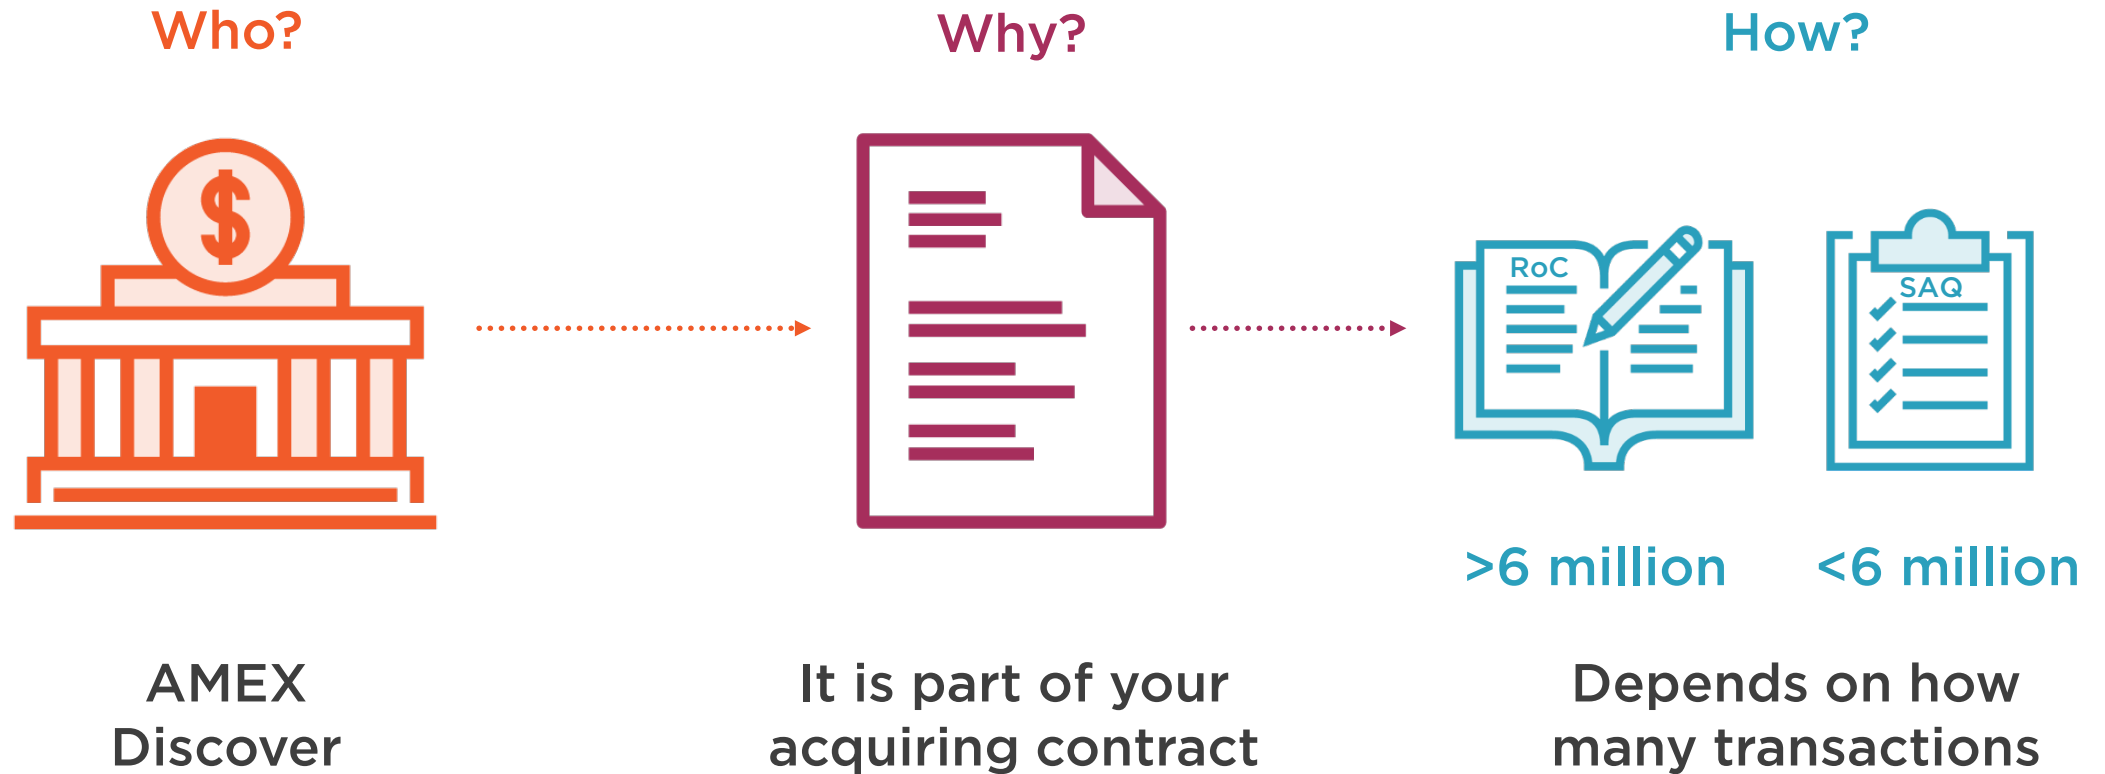 Who?
Why?
How?
RoC
SAQ
>6 million
<6 million
AMEX
Discover
It is part of your
acquiring contract
Depends on how
many transactions